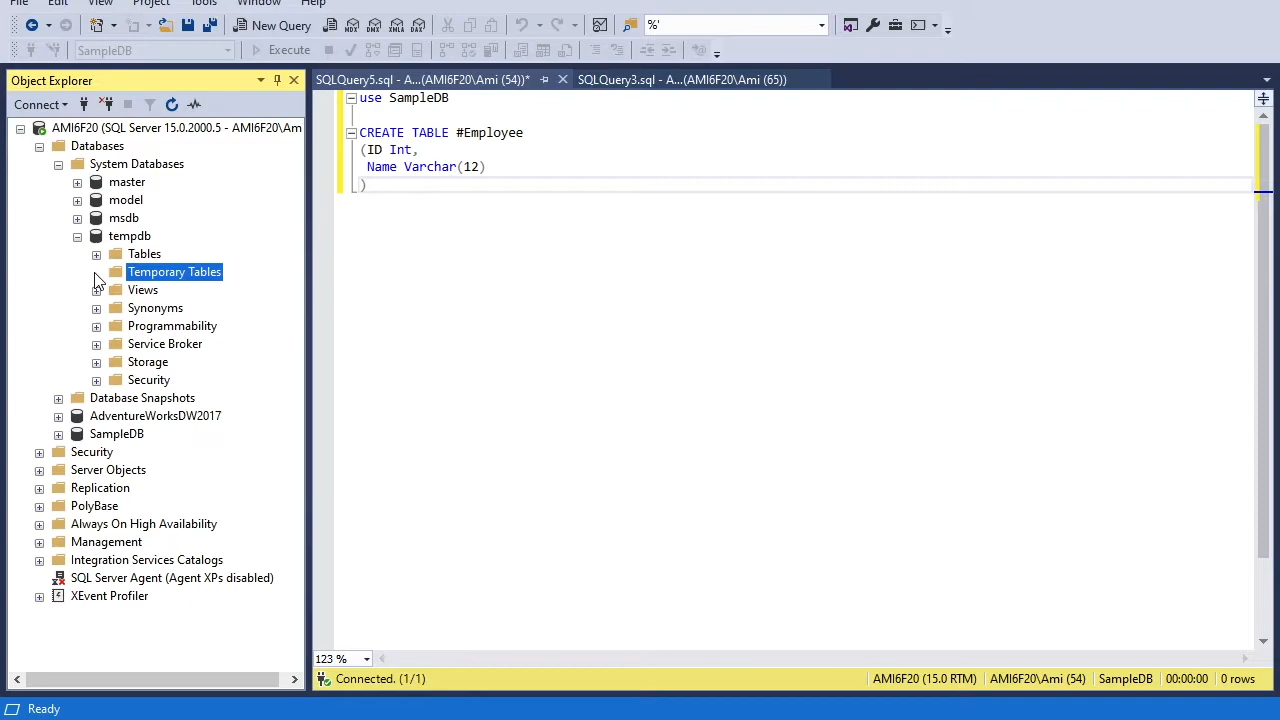 File Edit View Project Tools Window Help
New Query MDX DMX XMLA DAX %'
SampleDB Execute
Object Explorer
SQLQuery5.sql - A...(AMI6F20\Ami (54))* SQLQuery3.sql - A...(AMI6F20\Ami (65))
Connect
AMI6F20 (SQL Server 15.0.2000.5 - AMI6F20\Am
Databases
System Databases
master
model
msdb
tempdb
Tables
Temporary Tables
Views
Synonyms
Programmability
Service Broker
Storage
Security
Database Snapshots
AdventureWorksDW2017
SampleDB
Security
Server Objects
Replication
PolyBase
Always On High Availability
Management
Integration Services Catalogs
SQL Server Agent (Agent XPs disabled)
XEvent Profiler
use SampleDB
CREATE TABLE #Employee
(ID Int,
Name Varchar(12)
)
123 %
Connected. (1/1) AMI6F20 (15.0 RTM) AMI6F20\Ami (54) SampleDB 00:00:00 0 rows
Ready